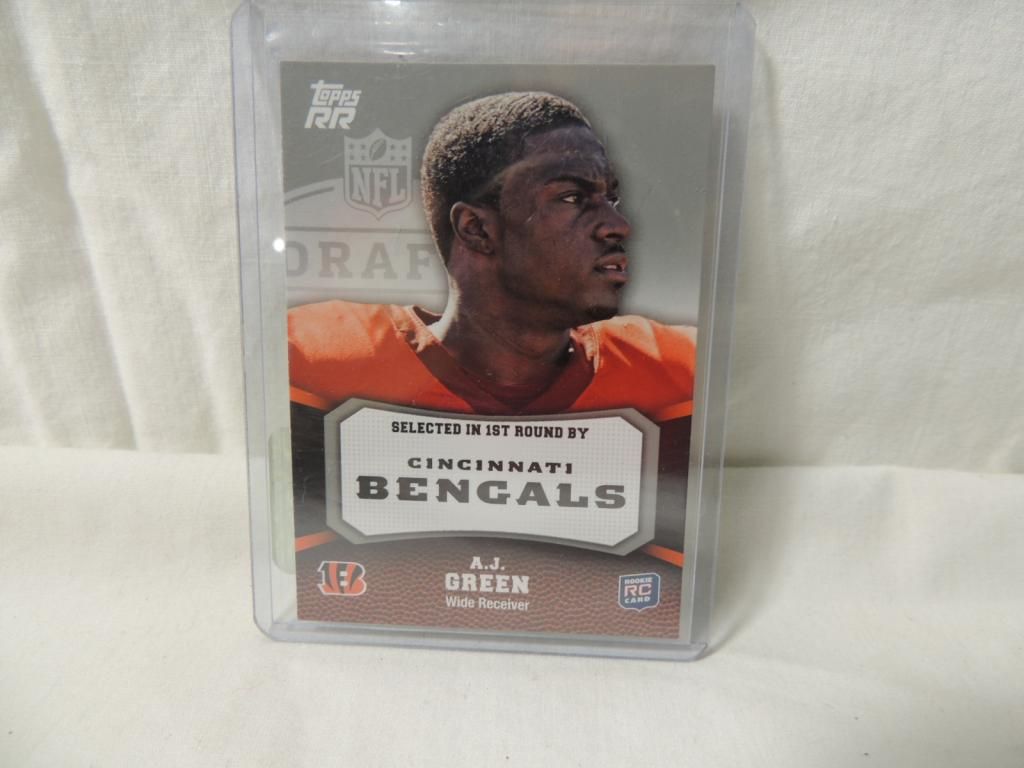 Topps
RR
NFL
DRAF
SELECTED IN 1ST ROUND BY
CINCINNATI
BENGALS
A.J.
GREEN
Wide Receiver
B
ROOKIE
RC
CARD